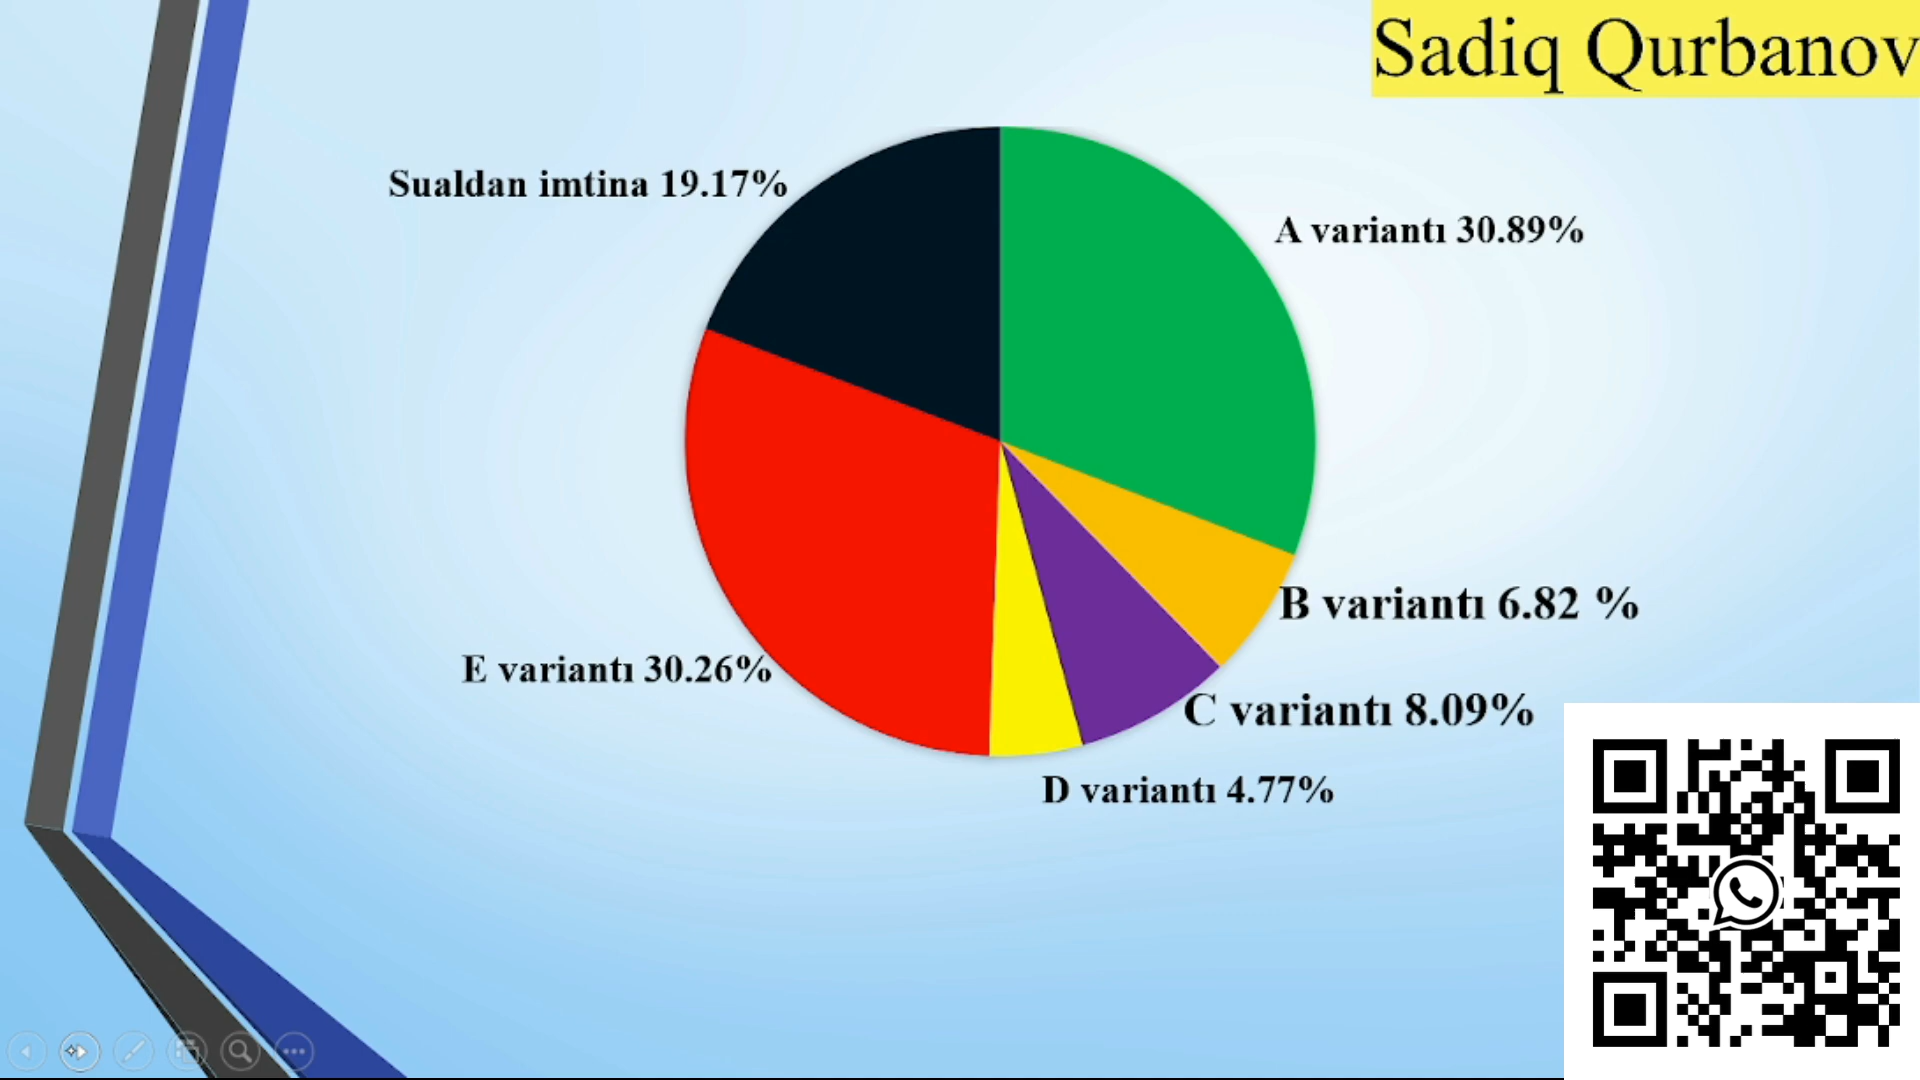 Sadiq Qurbanov
Sualdan imtina 19.17%
A variantı 30.89%
B variantı 6.82 %
E variantı 30.26%
C variantı 8.09%
D variantı 4.77%